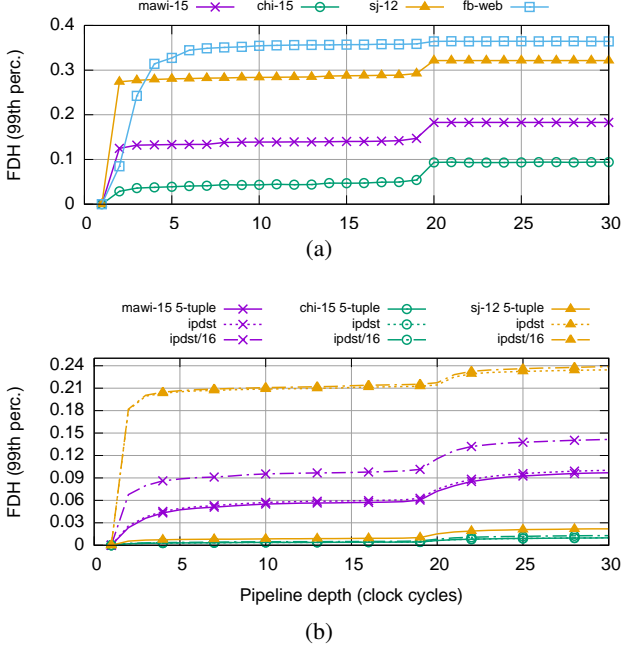 mawi-15 chi-15 sj-12 fb-web
FDH (99th perc.)
0.4
0.3
0.2
0.1
0
0 5 10 15 20 25 30
(a)
mawi-15 5-tuple chi-15 5-tuple sj-12 5-tuple
ipdst ipdst ipdst
ipdst/16 ipdst/16 ipdst/16
FDH (99th perc.)
0.24
0.21
0.18
0.15
0.12
0.09
0.06
0.03
0
0 5 10 15 20 25 30
Pipeline depth (clock cycles)
(b)